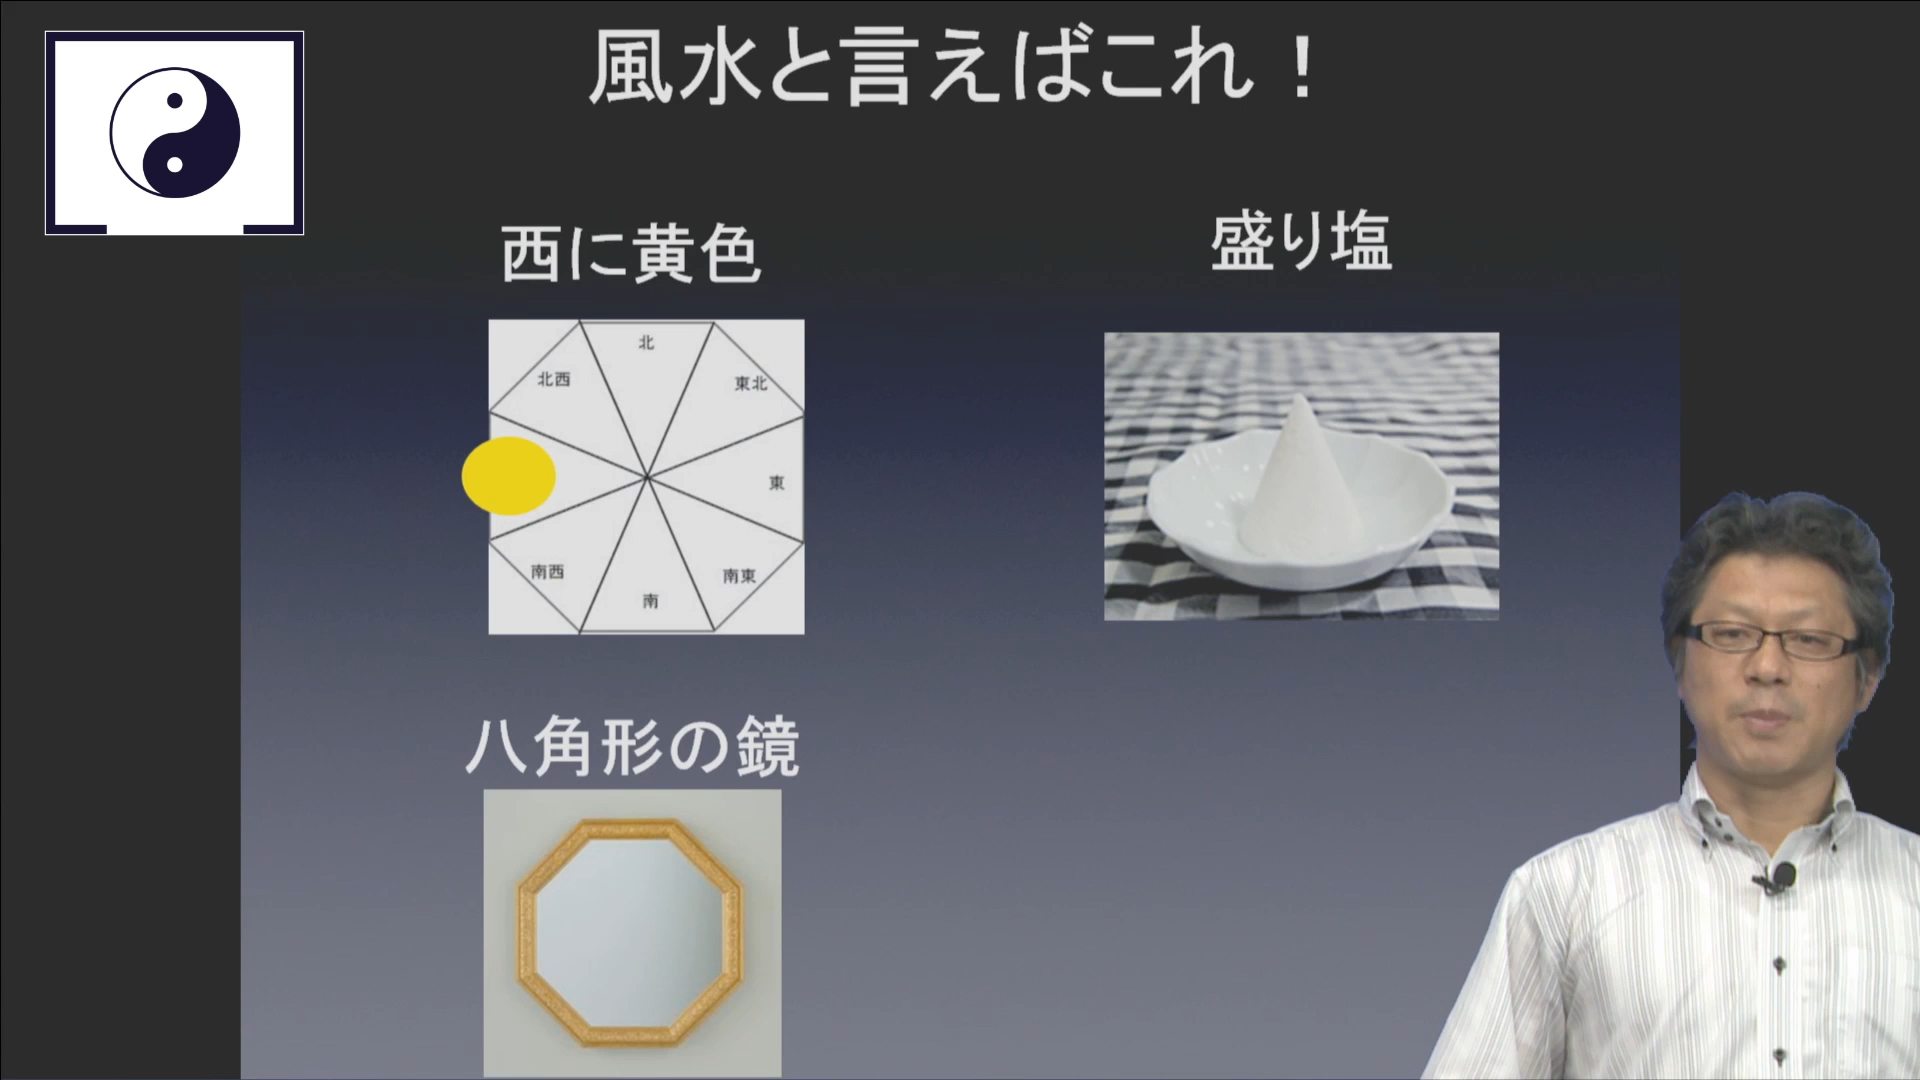 風水と言えばこれ！
西に黄色
盛り塩
北
北西
東北
東
南西
南東
南
八角形の鏡